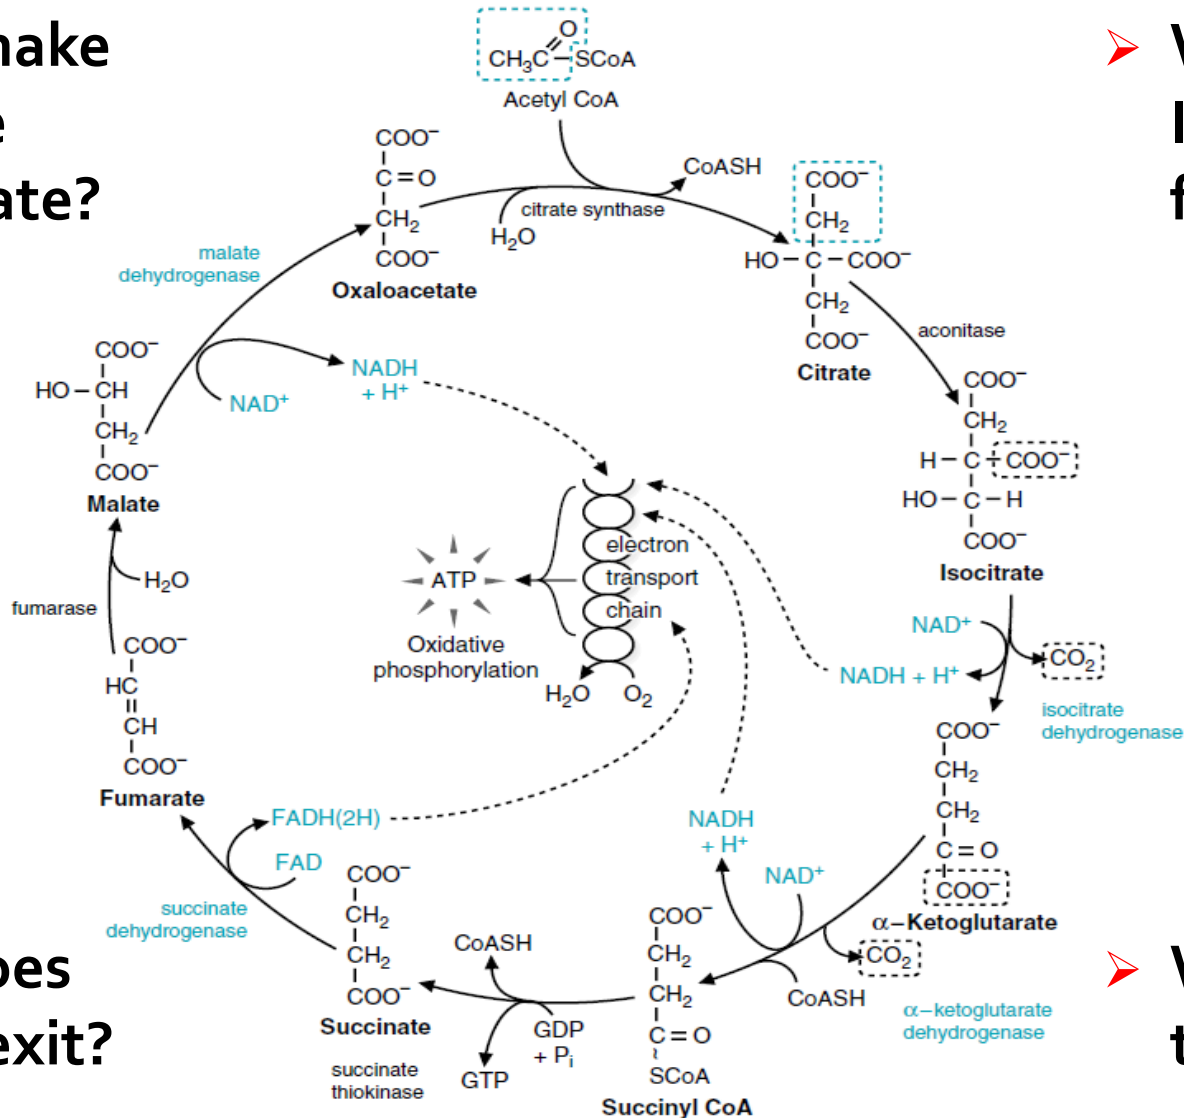 nake
e
ate?
V
f
CH₃C–SCoA
O
Acetyl CoA
COO⁻
C=O
CH₂
COO⁻
Oxaloacetate
CoASH
citrate synthase
H₂O
COO⁻
CH₂
HO–C–COO⁻
CH₂
COO⁻
Citrate
malate
dehydrogenase
aconitase
COO⁻
HO–CH
CH₂
COO⁻
Malate
NADH
+ H⁺
NAD⁺
COO⁻
CH₂
H–C–COO⁻
HO–C–H
COO⁻
Isocitrate
electron
transport
chain
ATP
Oxidative
phosphorylation
H₂O
O₂
H₂O
fumarase
COO⁻
HC
CH
COO⁻
Fumarate
NAD⁺
NADH + H⁺
CO₂
isocitrate
dehydrogenase
COO⁻
CH₂
CH₂
C=O
COO⁻
α–Ketoglutarate
FADH(2H)
FAD
succinate
dehydrogenase
COO⁻
CH₂
CH₂
COO⁻
Succinate
NADH
+ H⁺
NAD⁺
CO₂
CoASH
α–ketoglutarate
dehydrogenase
COO⁻
CH₂
CH₂
C=O
SCoA
Succinyl CoA
CoASH
GDP
+ Pᵢ
GTP
succinate
thiokinase
oes
exit?
V
t